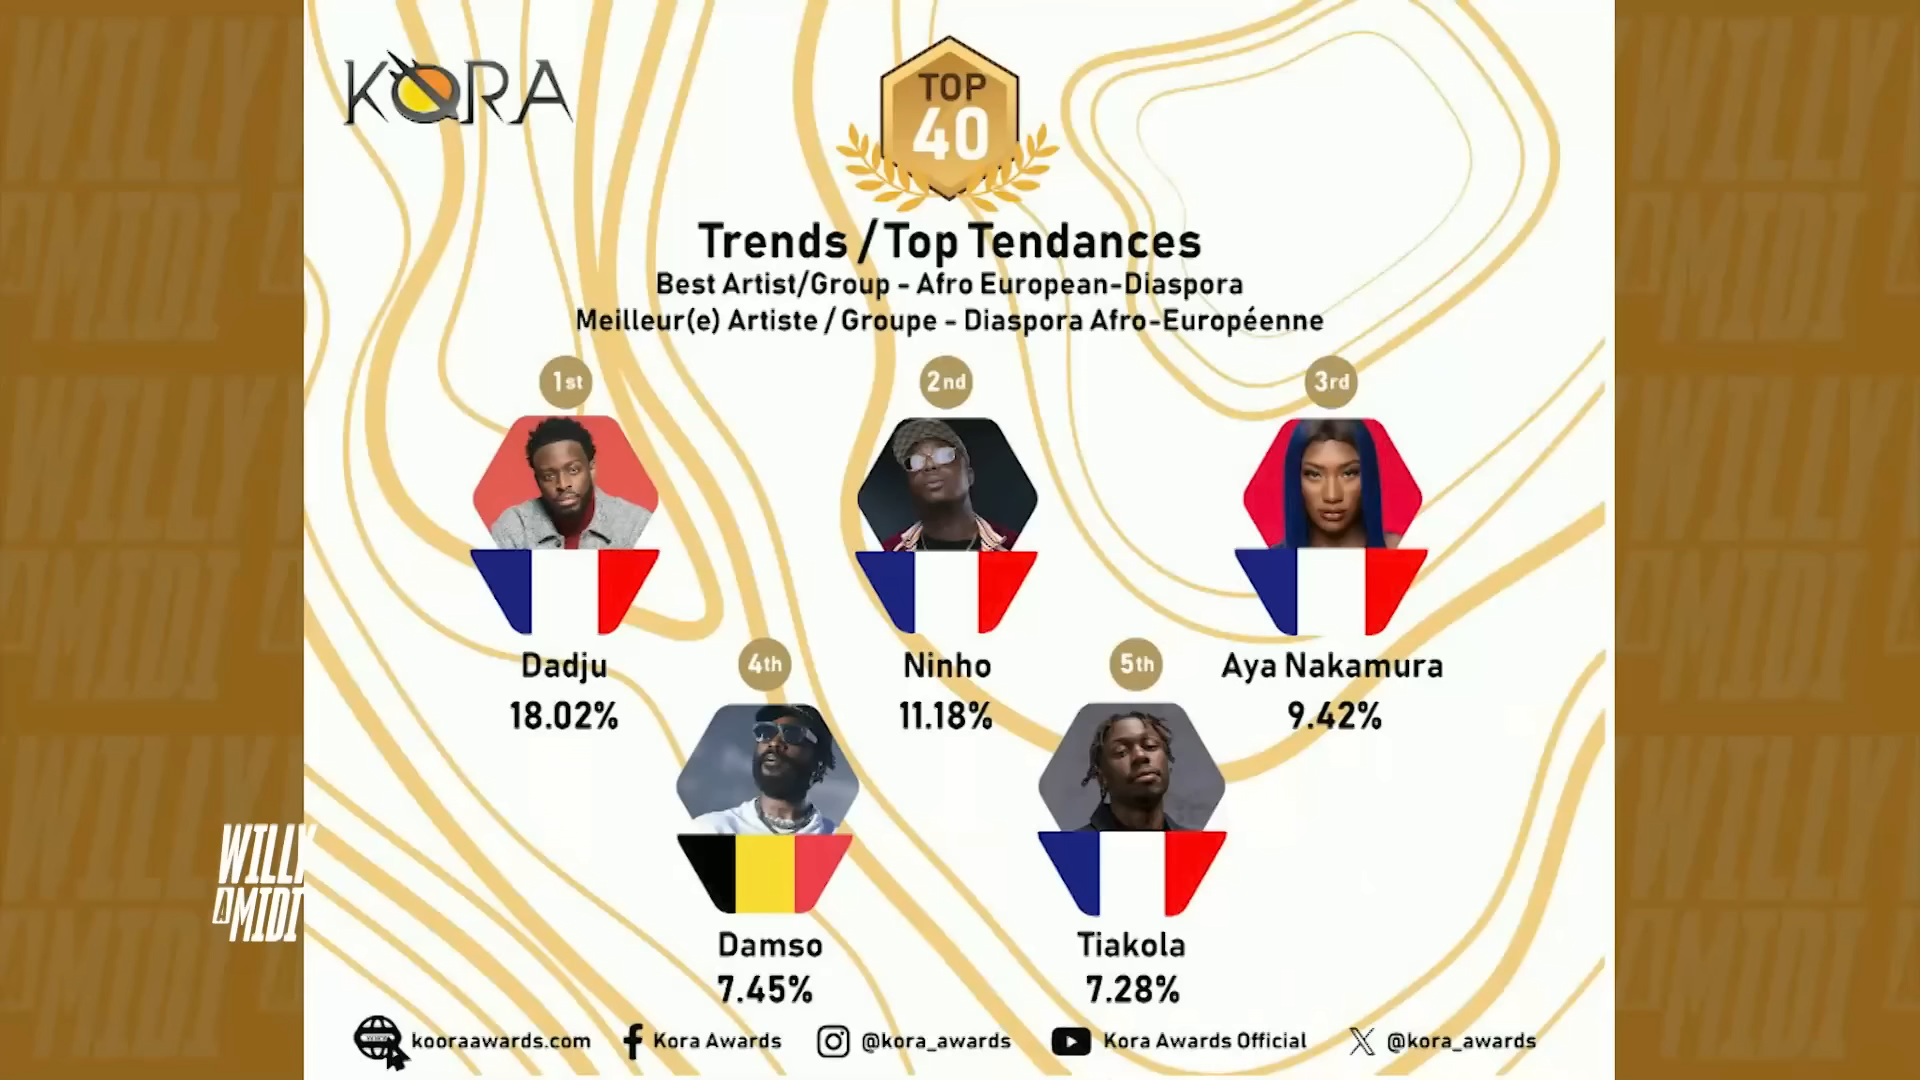 KORA
TOP
40
Trends / Top Tendances
Best Artist/Group - Afro European-Diaspora
Meilleur(e) Artiste / Groupe - Diaspora Afro-Européenne
1st
2nd
3rd
Dadju
18.02%
Ninho
11.18%
Aya Nakamura
9.42%
4th
5th
Damso
7.45%
Tiakola
7.28%
kooraawards.com
Kora Awards
@kora_awards
Kora Awards Official
@kora_awards
WILLY
A MIDI